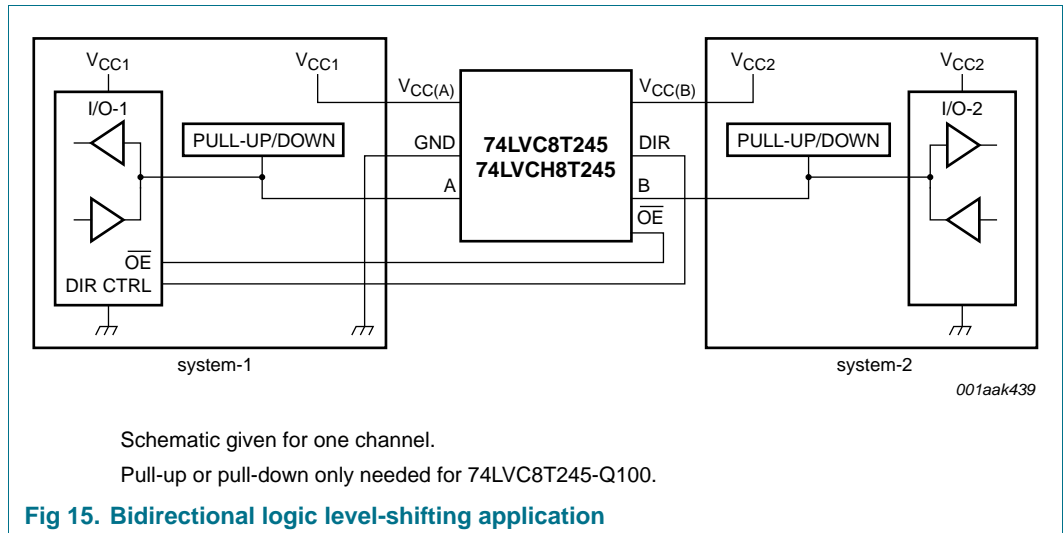 VCC1
VCC1
VCC(A)
VCC(B)
VCC2
VCC2
I/O-1
PULL-UP/DOWN
GND
A
74LVC8T245
74LVCH8T245
DIR
B
OE
PULL-UP/DOWN
I/O-2
OE
DIR CTRL
system-1
system-2
001aak439
Schematic given for one channel.
Pull-up or pull-down only needed for 74LVC8T245-Q100.
Fig 15. Bidirectional logic level-shifting application